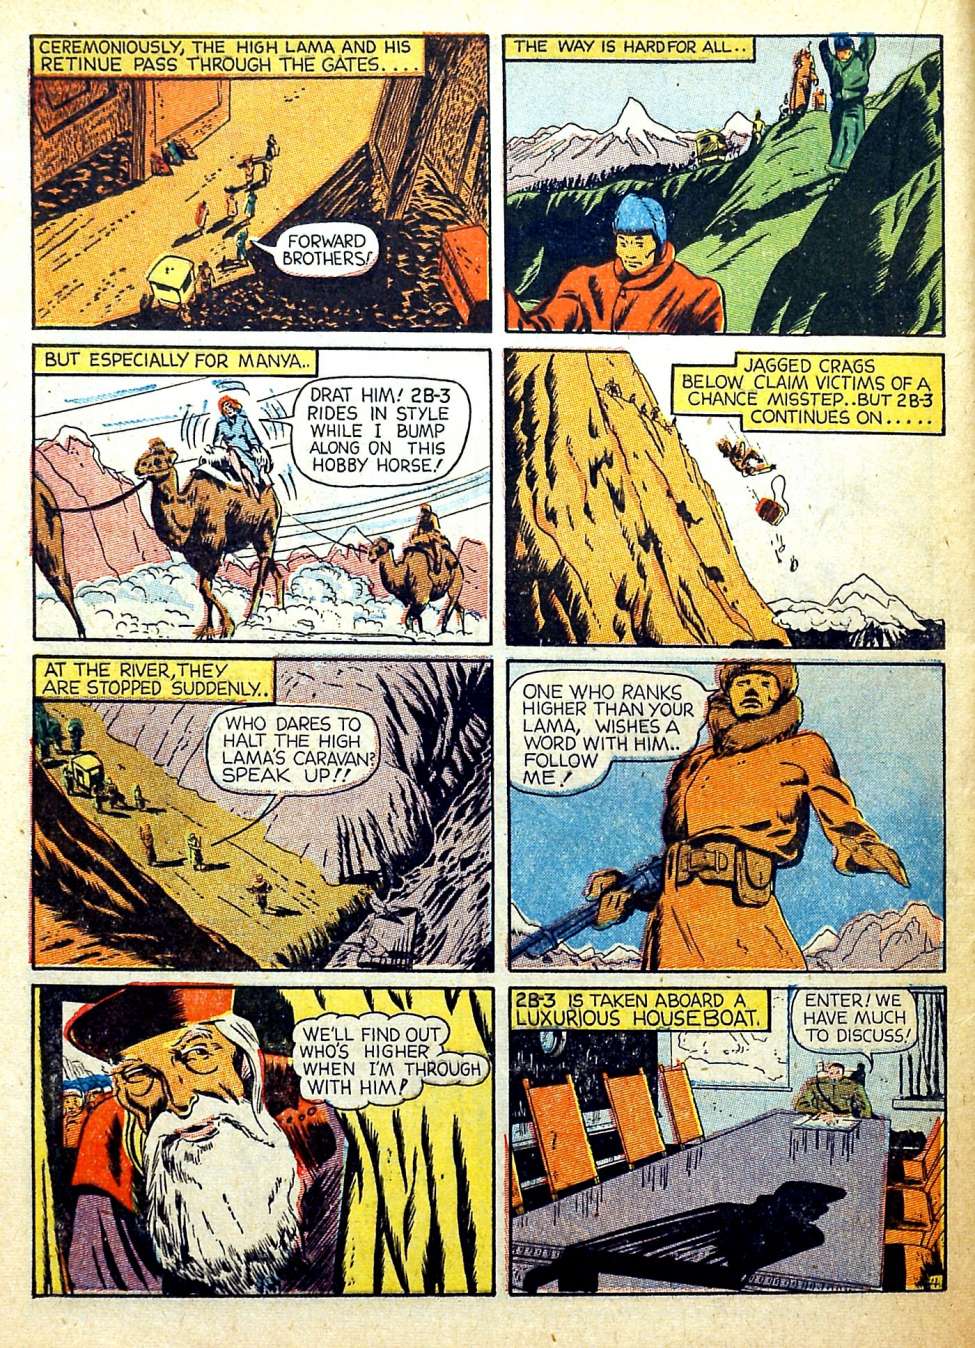 CEREMONIOUSLY, THE HIGH LAMA AND HIS
RETINUE PASS THROUGH THE GATES....
FORWARD
BROTHERS!
THE WAY IS HARD FOR ALL..
BUT ESPECIALLY FOR MANYA..
DRAT HIM! 2B-3
RIDES IN STYLE
WHILE I BUMP
ALONG ON THIS
HOBBY HORSE!
JAGGED CRAGS
BELOW CLAIM VICTIMS OF A
CHANCE MISSTEP..BUT 2B-3
CONTINUES ON.....
AT THE RIVER, THEY
ARE STOPPED SUDDENLY..
WHO DARES TO
HALT THE HIGH
LAMA'S CARAVAN?
SPEAK UP!!
ONE WHO RANKS
HIGHER THAN YOUR
LAMA, WISHES A
WORD WITH HIM..
FOLLOW
ME!
WE'LL FIND OUT
WHO'S HIGHER
WHEN I'M THROUGH
WITH HIM!
2B-3 IS TAKEN ABOARD A
LUXURIOUS HOUSEBOAT.
ENTER! WE
HAVE MUCH
TO DISCUSS!